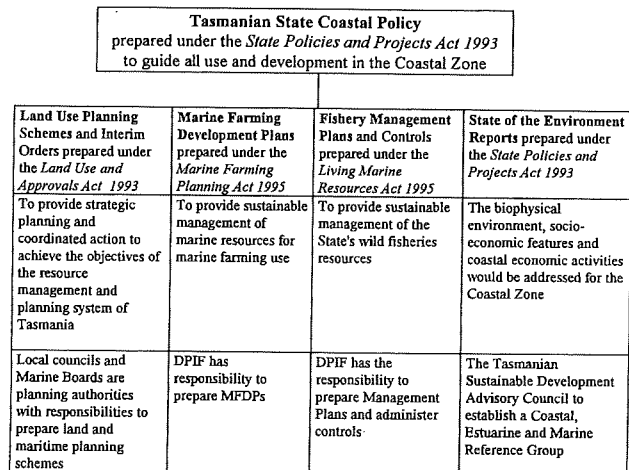 Tasmanian State Coastal Policy
prepared under the State Policies and Projects Act 1993
to guide all use and development in the Coastal Zone
Land Use Planning
Schemes and Interim
Orders prepared under
the Land Use and
Approvals Act 1993
Marine Farming
Development Plans
prepared under the
Marine Farming
Planning Act 1995
Fishery Management
Plans and Controls
prepared under the
Living Marine
Resources Act 1995
State of the Environment
Reports prepared under
the State Policies and
Projects Act 1993
To provide strategic
planning and
coordinated action to
achieve the objectives of
the resource
management and
planning system of
Tasmania
To provide sustainable
management of
marine resources for
marine farming use
To provide sustainable
management of the
State's wild fisheries
resources
The biophysical
environment, socio-
economic features and
coastal economic activities
would be addressed for the
Coastal Zone
Local councils and
Marine Boards are
planning authorities
with responsibilities to
prepare land and
maritime planning
schemes
DPIF has
responsibility to
prepare MFDPs
DPIF has the
responsibility to
prepare Management
Plans and administer
controls
The Tasmanian
Sustainable Development
Advisory Council to
establish a Coastal,
Estuarine and Marine
Reference Group